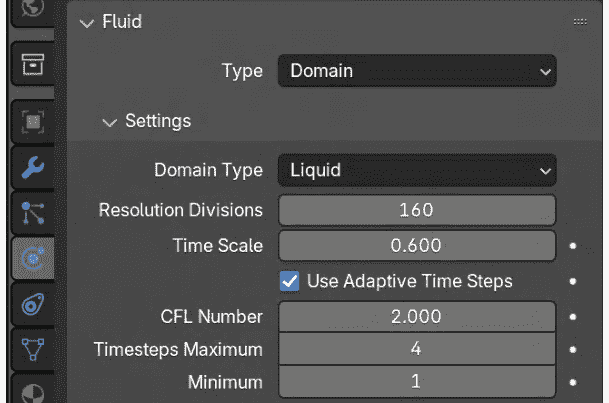 Fluid
Type Domain
Settings
Domain Type Liquid
Resolution Divisions 160
Time Scale 0.600
Use Adaptive Time Steps
CFL Number 2.000
Timesteps Maximum 4
Minimum 1